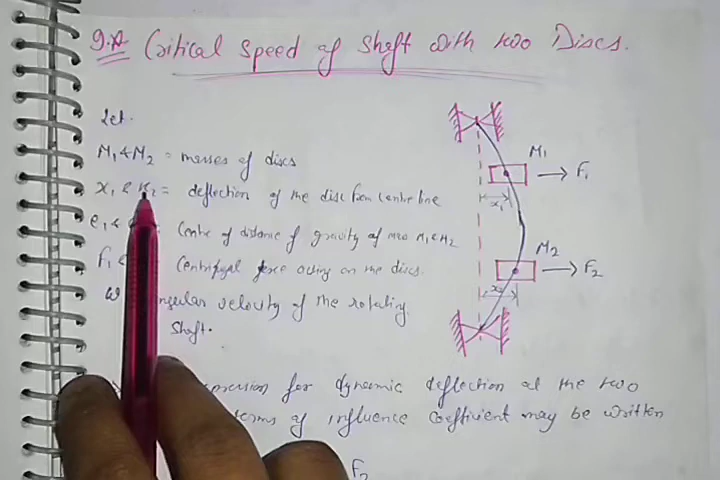 9.A Critical speed of shaft with two Discs.
Let.
M₁ & M₂ = masses of discs
x₁ & x₂ = deflection of the disc from centre line
e₁ & Centre of distance of gravity of M₁ & M₂
F₁ Centrifugal force acting on the discs.
ω angular velocity of the rotating
shaft.
expression for dynamic deflection at the two
terms of influence coefficient may be written
F₂
M₁
F₁
x₁
M₂
F₂
x₂